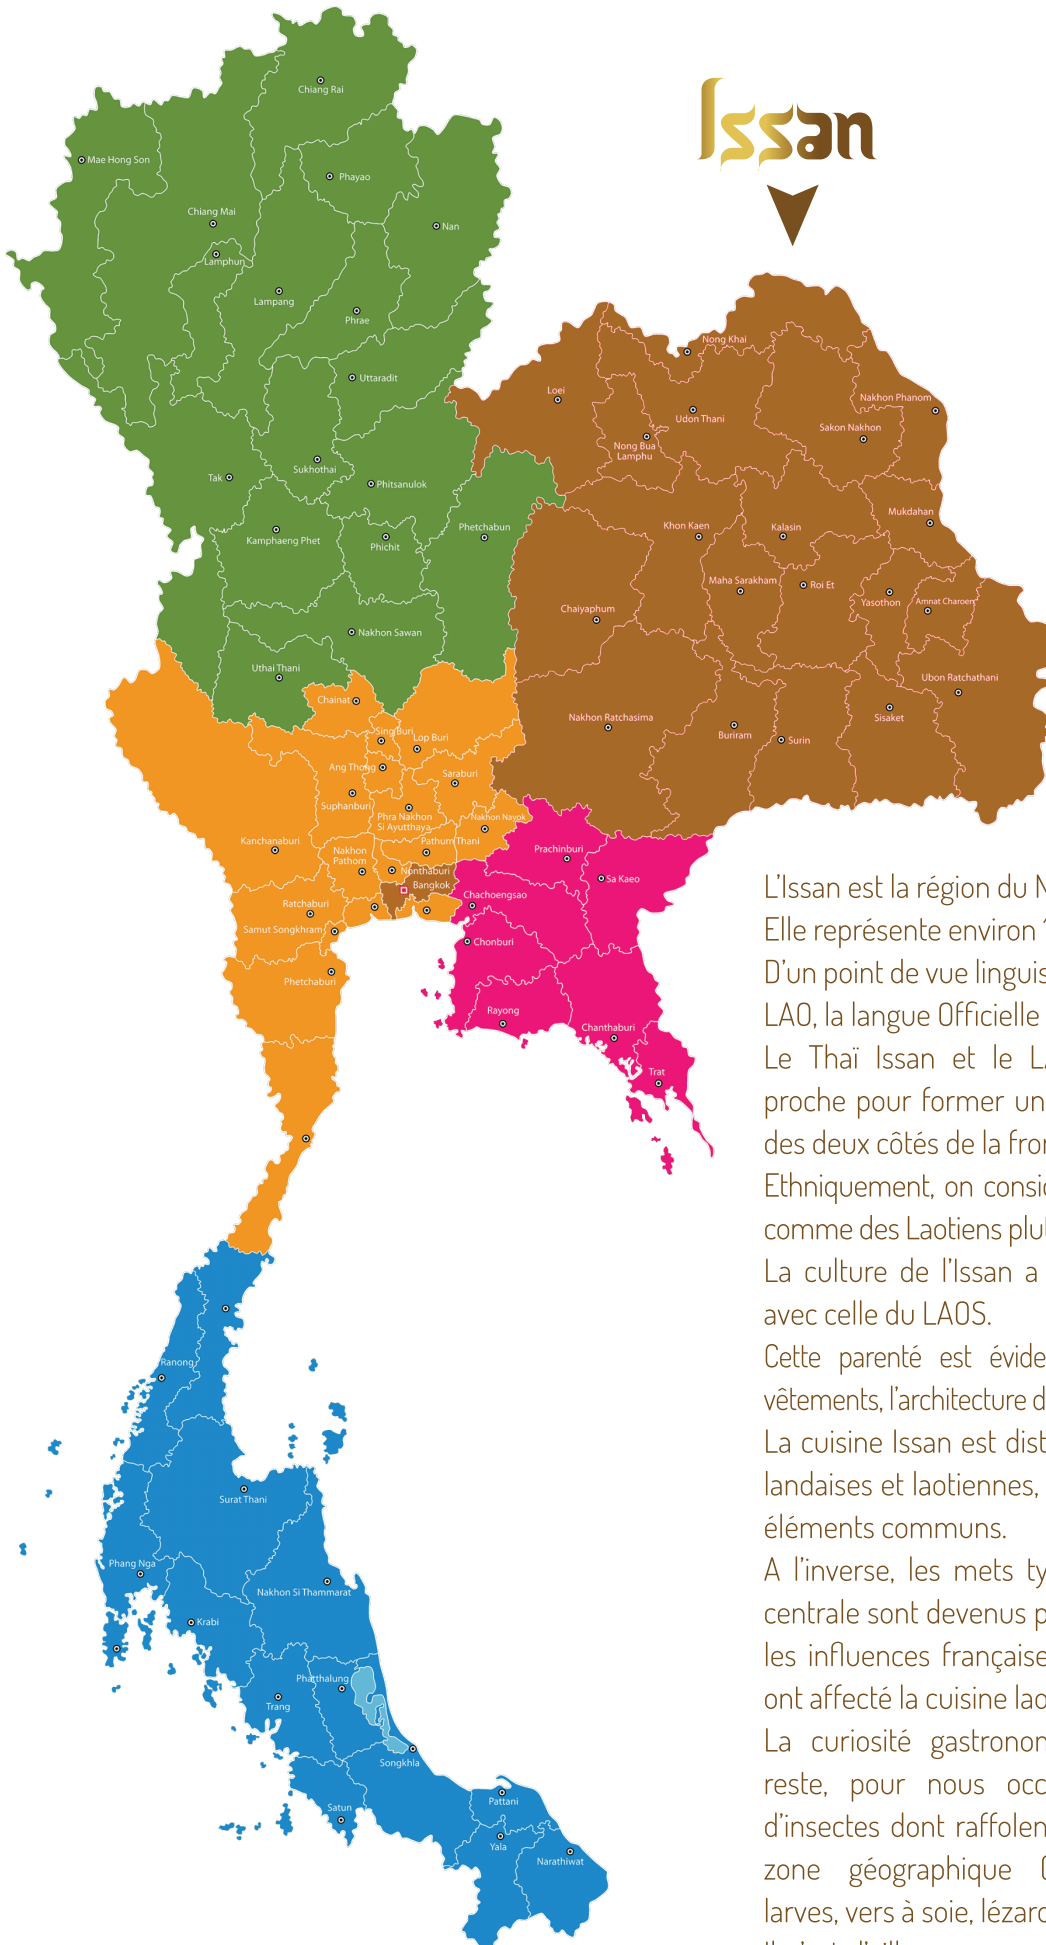 Issan
Chiang Rai
Mae Hong Son
Phayao
Chiang Mai
Nan
Lamphun
Lampang
Phrae
Uttaradit
Sukhothai
Tak
Phitsanulok
Kamphaeng Phet
Phichit
Phetchabun
Nakhon Sawan
Uthai Thani
Nong Khai
Loei
Nakhon Phanom
Udon Thani
Sakon Nakhon
Nong Bua
Lamphu
Mukdahan
Khon Kaen
Kalasin
Maha Sarakham
Roi Et
Yasothon
Amnat Charoen
Chaiyaphum
Ubon Ratchathani
Nakhon Ratchasima
Sisaket
Buriram
Surin
Chainat
Sing Buri
Lop Buri
Ang Thong
Saraburi
Suphanburi
Phra Nakhon
Si Ayutthaya
Nakhon Nayok
Kanchanaburi
Pathum Thani
Nakhon
Pathom
Nonthaburi
Bangkok
Ratchaburi
Samut Songkhram
Phetchaburi
Prachinburi
Sa Kaeo
Chachoengsao
Chonburi
Rayong
Chanthaburi
Trat
Ranong
Surat Thani
Phang Nga
Nakhon Si Thammarat
Krabi
Phatthalung
Trang
Songkhla
Satun
Pattani
Yala
Narathiwat
L'Issan est la région du N
Elle représente environ 
D'un point de vue linguis
LAO, la langue Officielle
Le Thaï Issan et le L
proche pour former un
des deux côtés de la fron
Ethniquement, on consi
comme des Laotiens plu
La culture de l'Issan a
avec celle du LAOS.
Cette parenté est évide
vêtements, l'architecture d
La cuisine Issan est dist
landaises et laotiennes,
éléments communs.
A l'inverse, les mets ty
centrale sont devenus p
les influences française
ont affecté la cuisine lao
La curiosité gastronon
reste, pour nous occ
d'insectes dont raffolen
zone géographique (
larves, vers à soie, lézarc